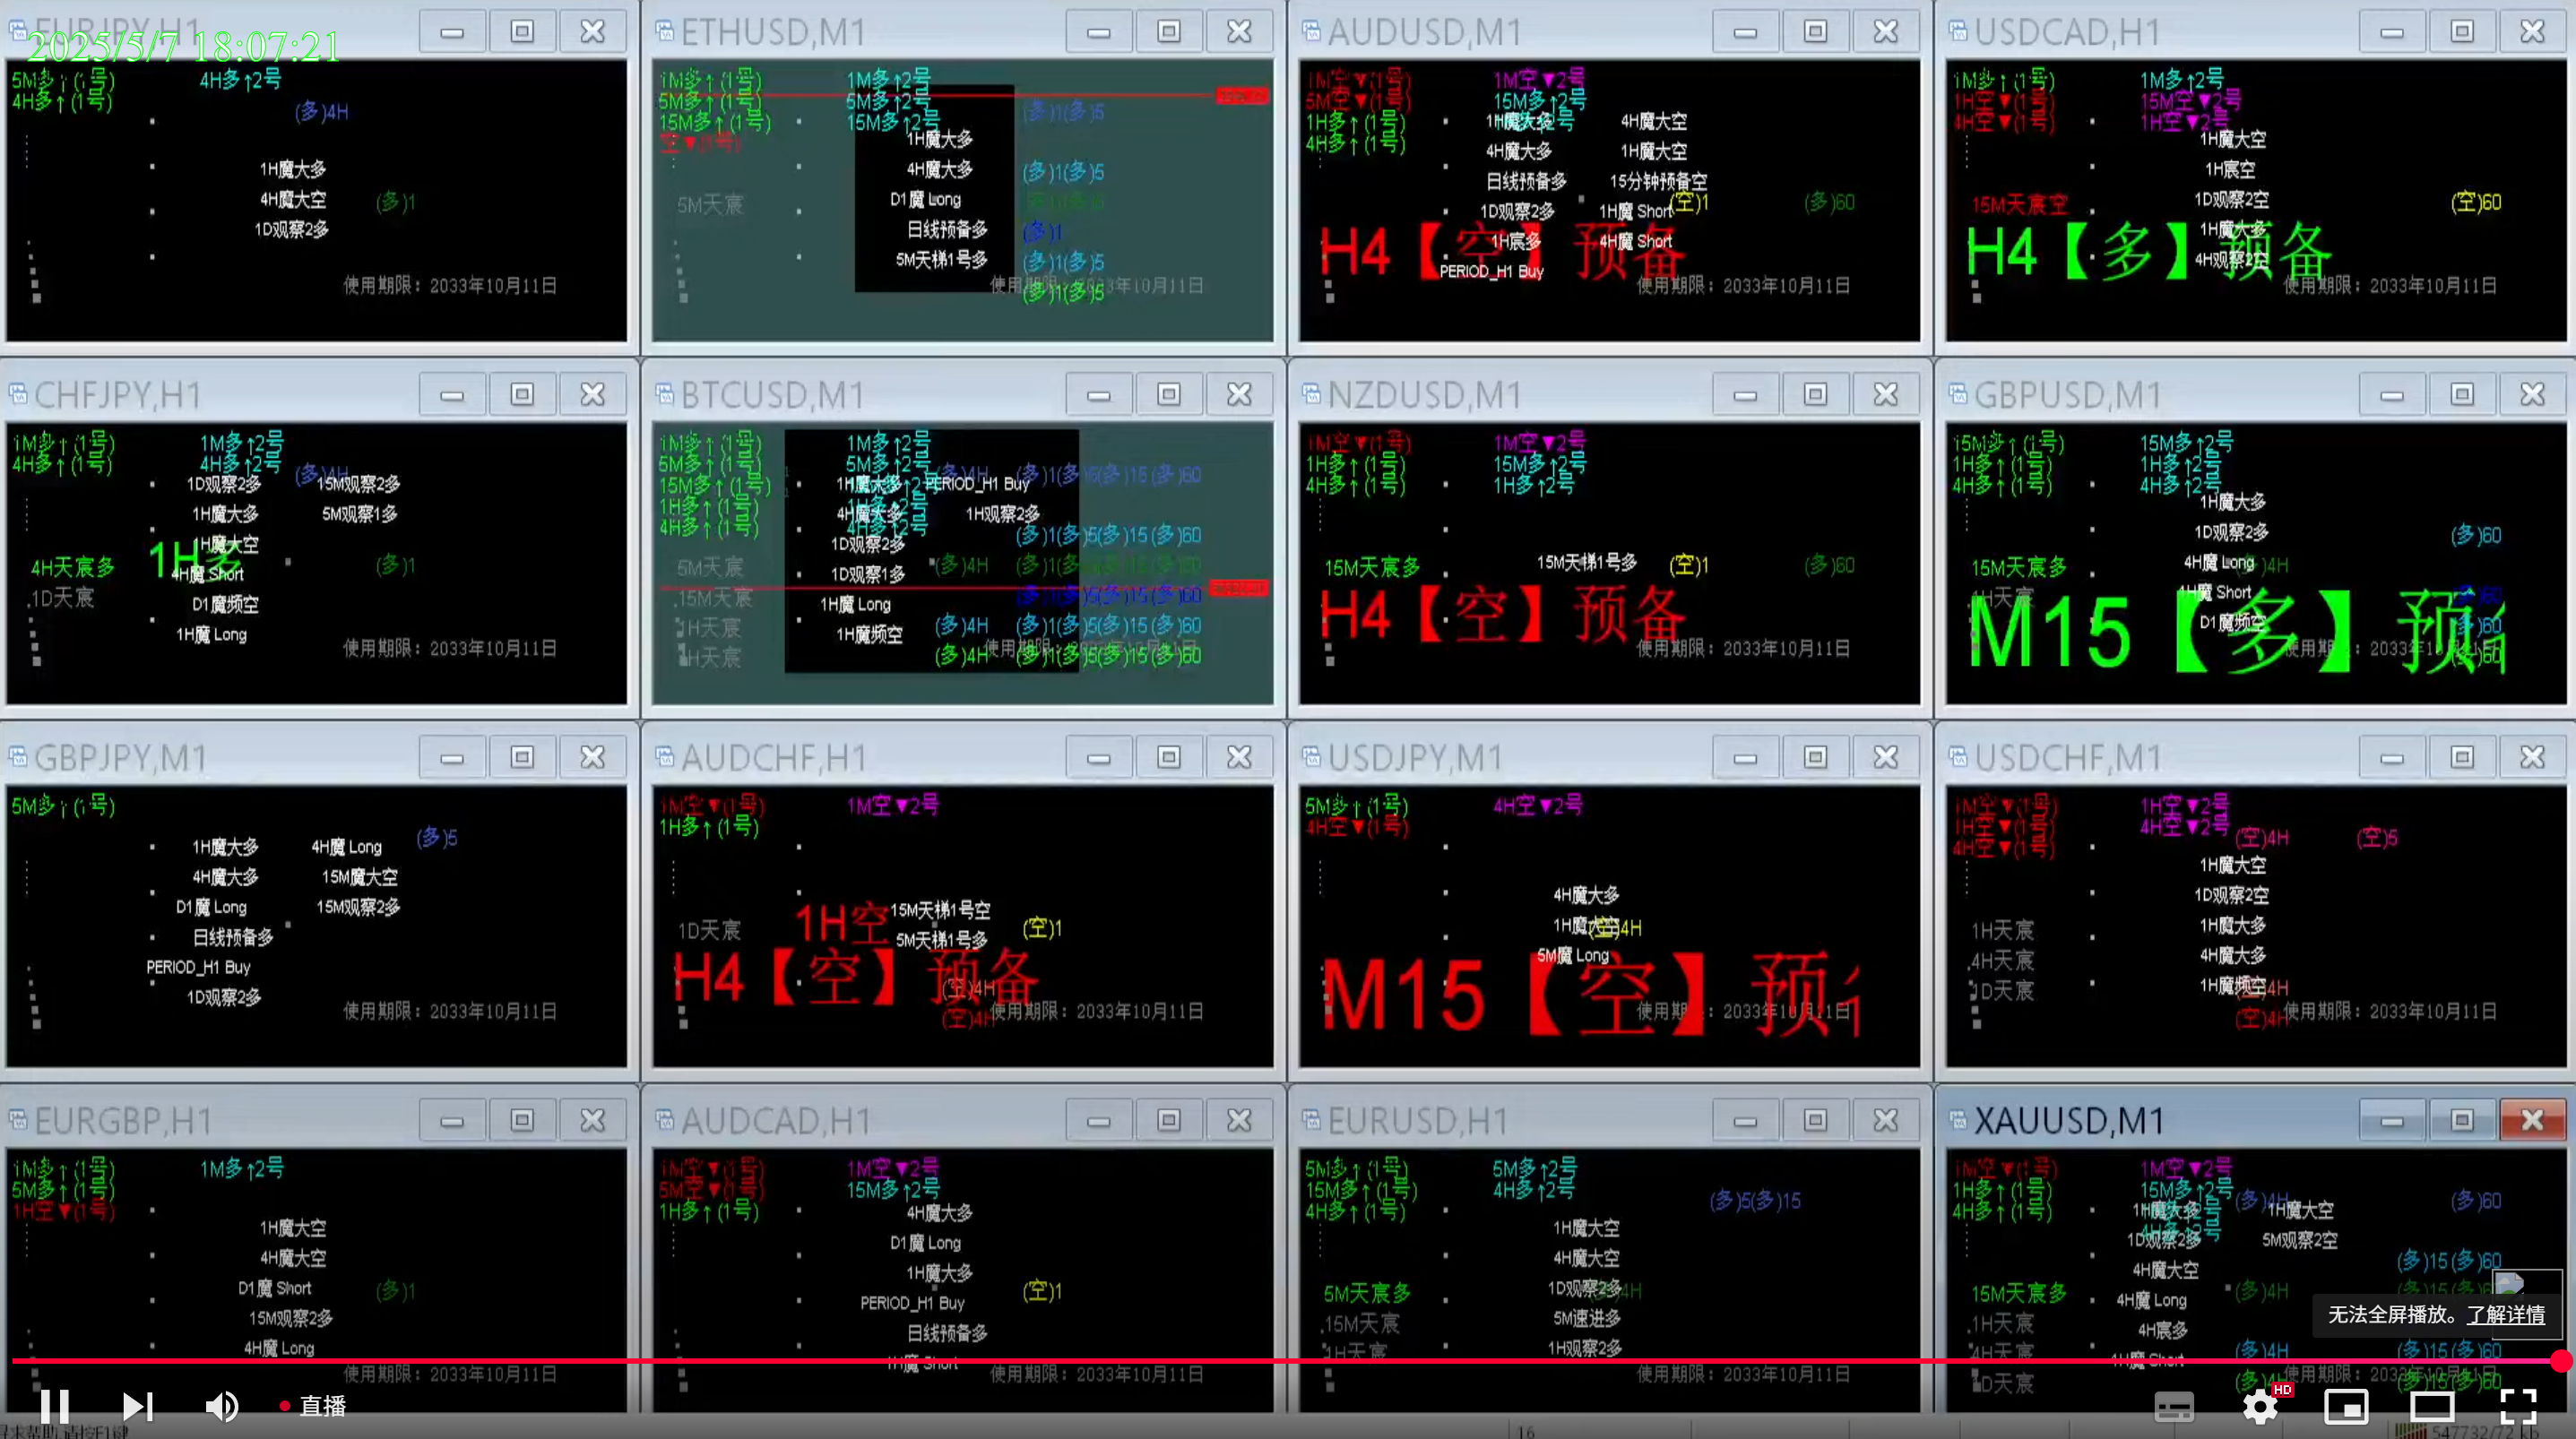 EURJPY,H1
2025/5/7 18:07:21
5M多↑(1号)
4H多↑(1号)
4H多↑2号
(多)4H
1H魔大多
4H魔大空
(多)1
1D观察2多
使用期限：2033年10月11日
ETHUSD,M1
1M多↑(1号)
5M多↑(1号)
15M多↑(1号)
1M多↑2号
5M多↑2号
15M多↑2号
(多)1(多)5
1H魔大多
4H魔大多
(多)1(多)5
5M天宸
D1魔 Long
日线预备多
(多)1
5M天梯1号多
(多)1(多)5
(多)1(多)5
使用期限：2033年10月11日
AUDUSD,M1
1M空▼(1号)
5M空▼(1号)
1H多↑(1号)
4H多↑(1号)
1M空▼2号
15M多↑2号
1H魔大多
4H魔大空
4H魔大多
1H魔大空
日线预备多
15分钟预备空
1D观察2多
1H魔 Short
(空)1
(多)60
1H宸多
4H魔 Short
H4【空】预备
PERIOD_H1 Buy
使用期限：2033年10月11日
USDCAD,H1
1M多↑(1号)
1H空▼(1号)
4H空▼(1号)
1M多↑2号
15M空▼2号
1H空▼2号
1H魔大空
1H宸空
15M天宸空
1D观察2空
(空)60
1H魔大多
H4【多】预备
4H观察2空
使用期限：2033年10月11日
CHFJPY,H1
1M多↑(1号)
4H多↑(1号)
1M多↑2号
4H多↑2号
(多)4H
1D观察2多
15M观察2多
1H魔大多
5M观察1多
1H魔大空
4H天宸多
1H多
(多)1
4H魔 Short
1D天宸
D1魔频空
1H魔 Long
使用期限：2033年10月11日
BTCUSD,M1
1M多↑(1号)
5M多↑(1号)
15M多↑(1号)
1H多↑(1号)
4H多↑(1号)
1M多↑2号
5M多↑2号
(多)4H
(多)1(多)5(多)15(多)60
1H魔大多
PERIOD_H1 Buy
4H魔大多
1H观察2多
1D观察2多
(多)1(多)5(多)15(多)60
5M天宸
1D观察1多
(多)4H
15M天宸
1H魔 Long
(多)1(多)5(多)15(多)60
1H天宸
1H魔频空
(多)4H
(多)1(多)5(多)15(多)60
(多)4H
(多)1(多)5(多)15(多)60
NZDUSD,M1
1M空▼(1号)
1H多↑(1号)
4H多↑(1号)
1M空▼2号
15M多↑2号
1H多↑2号
15M天宸多
15M天梯1号多
(空)1
(多)60
H4【空】预备
使用期限：2033年10月11日
GBPUSD,M1
15M多↑(1号)
1H多↑(1号)
4H多↑(1号)
15M多↑2号
1H多↑2号
4H多↑2号
1H魔大多
1D观察2多
(多)60
15M天宸多
4H魔 Long
(多)4H
4H魔 Short
D1魔频空
(多)60
M15【多】预
(多)60
GBPJPY,M1
5M多↑(1号)
(多)5
1H魔大多
4H魔 Long
4H魔大多
15M魔大空
D1魔 Long
15M观察2多
日线预备多
PERIOD_H1 Buy
1D观察2多
使用期限：2033年10月11日
AUDCHF,H1
1M空▼(1号)
1H多↑(1号)
1M空▼2号
1D天宸
1H空
15M天梯1号空
5M天梯1号多
(空)1
H4【空】预备
(空)4H
(空)4H
使用期限：2033年10月11日
USDJPY,M1
5M多↑(1号)
4H空▼(1号)
4H空▼2号
4H魔大多
(空)4H
5M魔 Long
M15【空】预
使用期限：2033年10月11日
USDCHF,M1
1M空▼(1号)
1H空▼(1号)
4H空▼(1号)
1H空▼2号
4H空▼2号
(空)4H
(空)5
1H魔大空
1D观察2空
1H天宸
1H魔大多
4H天宸
4H魔大多
1D天宸
1H魔频空
(空)4H
使用期限：2033年10月11日
EURGBP,H1
1M多↑(1号)
5M多↑(1号)
1H空▼(1号)
1M多↑2号
1H魔大空
4H魔大空
D1魔 Short
(多)1
15M观察2多
4H魔 Long
使用期限：2033年10月11日
AUDCAD,H1
1M空▼(1号)
5M空▼(1号)
1H多↑(1号)
1M空▼2号
15M多↑2号
4H魔大多
D1魔 Long
1H魔大多
PERIOD_H1 Buy
(空)1
日线预备多
1H魔 Short
使用期限：2033年10月11日
EURUSD,H1
5M多↑(1号)
15M多↑(1号)
4H多↑(1号)
5M多↑2号
4H多↑2号
(多)5(多)15
1H魔大空
4H魔大空
5M天宸多
1D观察2多
15M天宸
5M速进多
1H天宸
1H观察2多
使用期限：2033年10月11日
XAUUSD,M1
1M空▼(1号)
1H多↑(1号)
4H多↑(1号)
1M空▼2号
15M多↑2号
(多)4H
(多)60
1H魔大多
1H魔大空
1D观察2多
5M观察2空
4H魔大空
(多)15(多)60
15M天宸多
4H魔 Long
(多)4H
1H天宸
4H宸多
4H天宸
(多)4H
(多)15(多)60
1D天宸
使用期限：2033年10月11日
无法全屏播放。了解详情
直播
HD
16
547732/72 kb